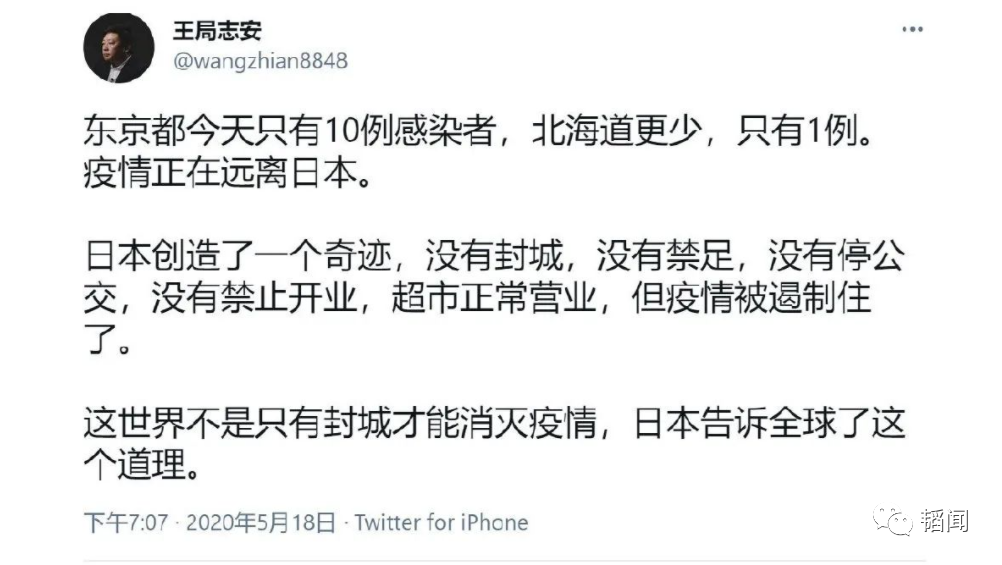 王局志安
@wangzhian8848
东京都今天只有10例感染者，北海道更少，只有1例。
疫情正在远离日本。
日本创造了一个奇迹，没有封城，没有禁足，没有停公
交，没有禁止开业，超市正常营业，但疫情被遏制住
了。
这世界不是只有封城才能消灭疫情，日本告诉全球了这
个道理。
下午7:07 · 2020年5月18日 · Twitter for iPhone
韬闻